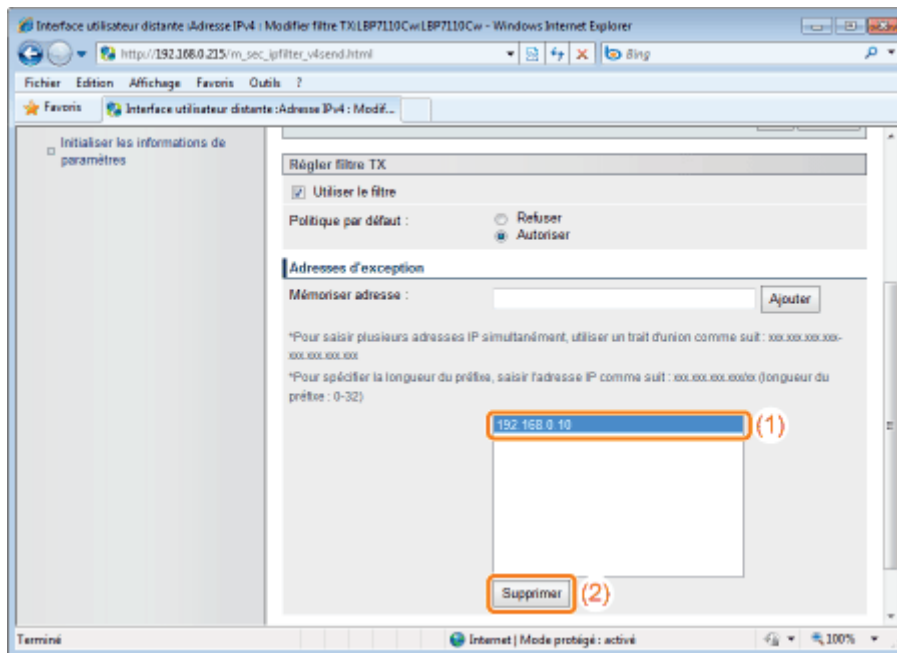 Interface utilisateur distante :Adresse IPv4 : Modifier filtre TX:LBP7110Cw:LBP7110Cw - Windows Internet Explorer
http://192.168.0.215/m_sec_ipfilter_v4send.html
Bing
Fichier Edition Affichage Favoris Outils ?
Favoris Interface utilisateur distante :Adresse IPv4 : Modif...
Initialiser les informations de
paramètres
Régler filtre TX
Utiliser le filtre
Politique par défaut :
Refuser
Autoriser
Adresses d'exception
Mémoriser adresse :
Ajouter
*Pour saisir plusieurs adresses IP simultanément, utiliser un trait d'union comme suit : xxx.xxx.xxx.xxx-
xxx.xxx.xxx.xxx
*Pour spécifier la longueur du préfixe, saisir l'adresse IP comme suit : xxx.xxx.xxx.xxx/xx (longueur du
préfixe : 0-32)
192.168.0.10
(1)
Supprimer
(2)
Terminé
Internet | Mode protégé : activé
100%